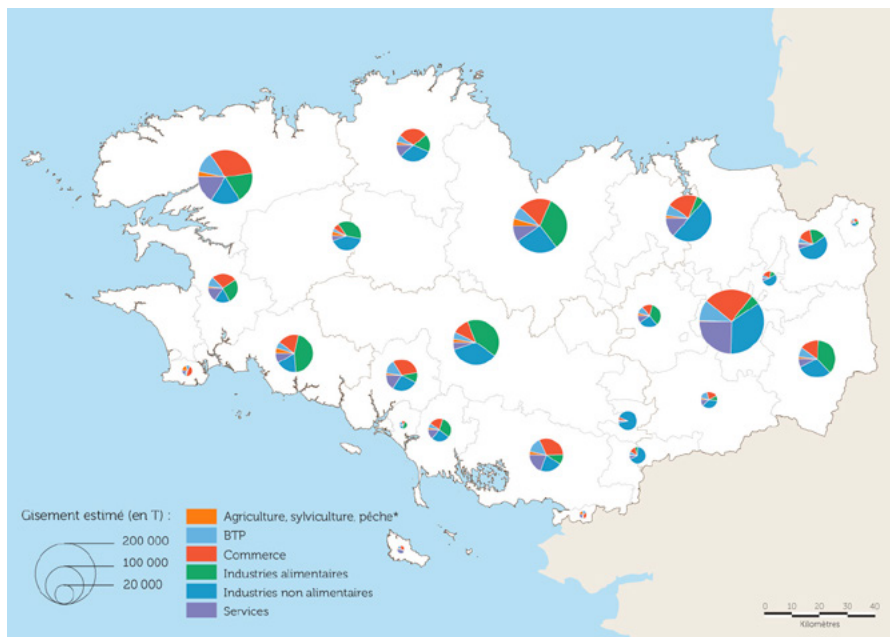 Gisement estimé (en T) :
200 000
100 000
20 000
Agriculture, sylviculture, pêche*
BTP
Commerce
Industries alimentaires
Industries non alimentaires
Services
0 10 20 30 40
Kilomètres